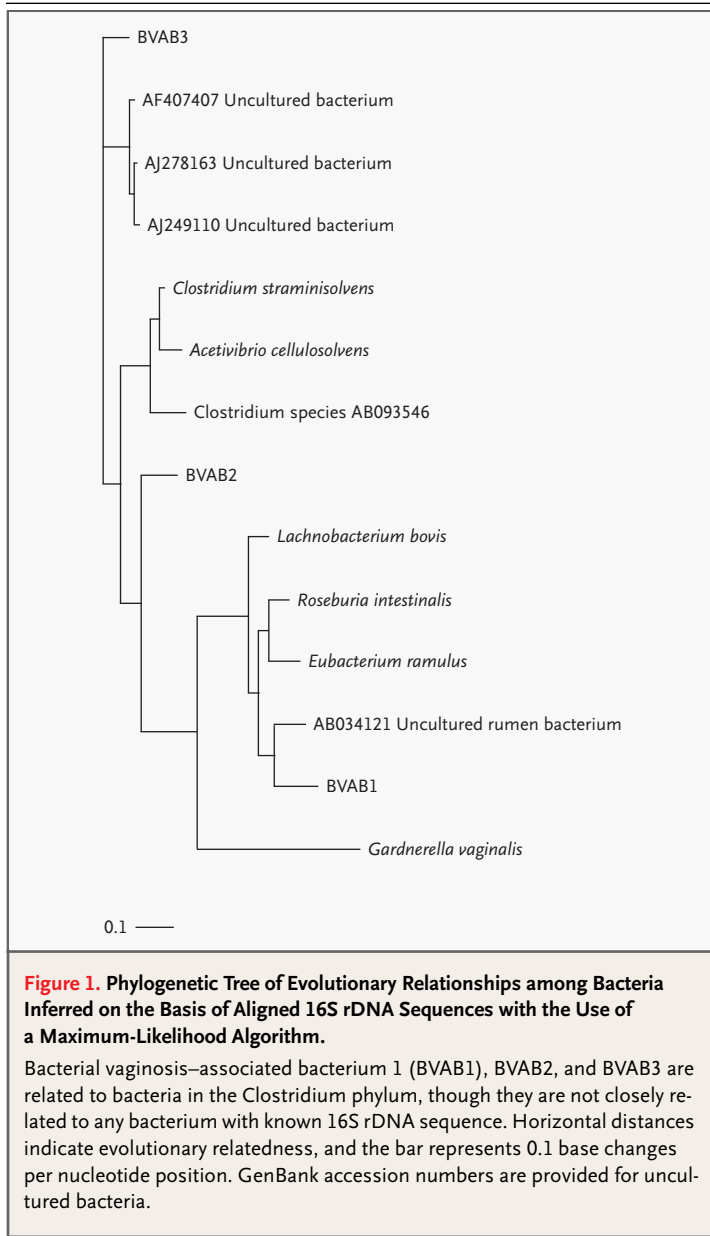 BVAB3
AF407407 Uncultured bacterium
AJ278163 Uncultured bacterium
AJ249110 Uncultured bacterium
Clostridium straminisolvens
Acetivibrio cellulosolvens
Clostridium species AB093546
BVAB2
Lachnobacterium bovis
Roseburia intestinalis
Eubacterium ramulus
AB034121 Uncultured rumen bacterium
BVAB1
Gardnerella vaginalis
0.1
Figure 1. Phylogenetic Tree of Evolutionary Relationships among Bacteria
Inferred on the Basis of Aligned 16S rDNA Sequences with the Use of
a Maximum-Likelihood Algorithm.
Bacterial vaginosis–associated bacterium 1 (BVAB1), BVAB2, and BVAB3 are
related to bacteria in the Clostridium phylum, though they are not closely re-
lated to any bacterium with known 16S rDNA sequence. Horizontal distances
indicate evolutionary relatedness, and the bar represents 0.1 base changes
per nucleotide position. GenBank accession numbers are provided for uncul-
tured bacteria.